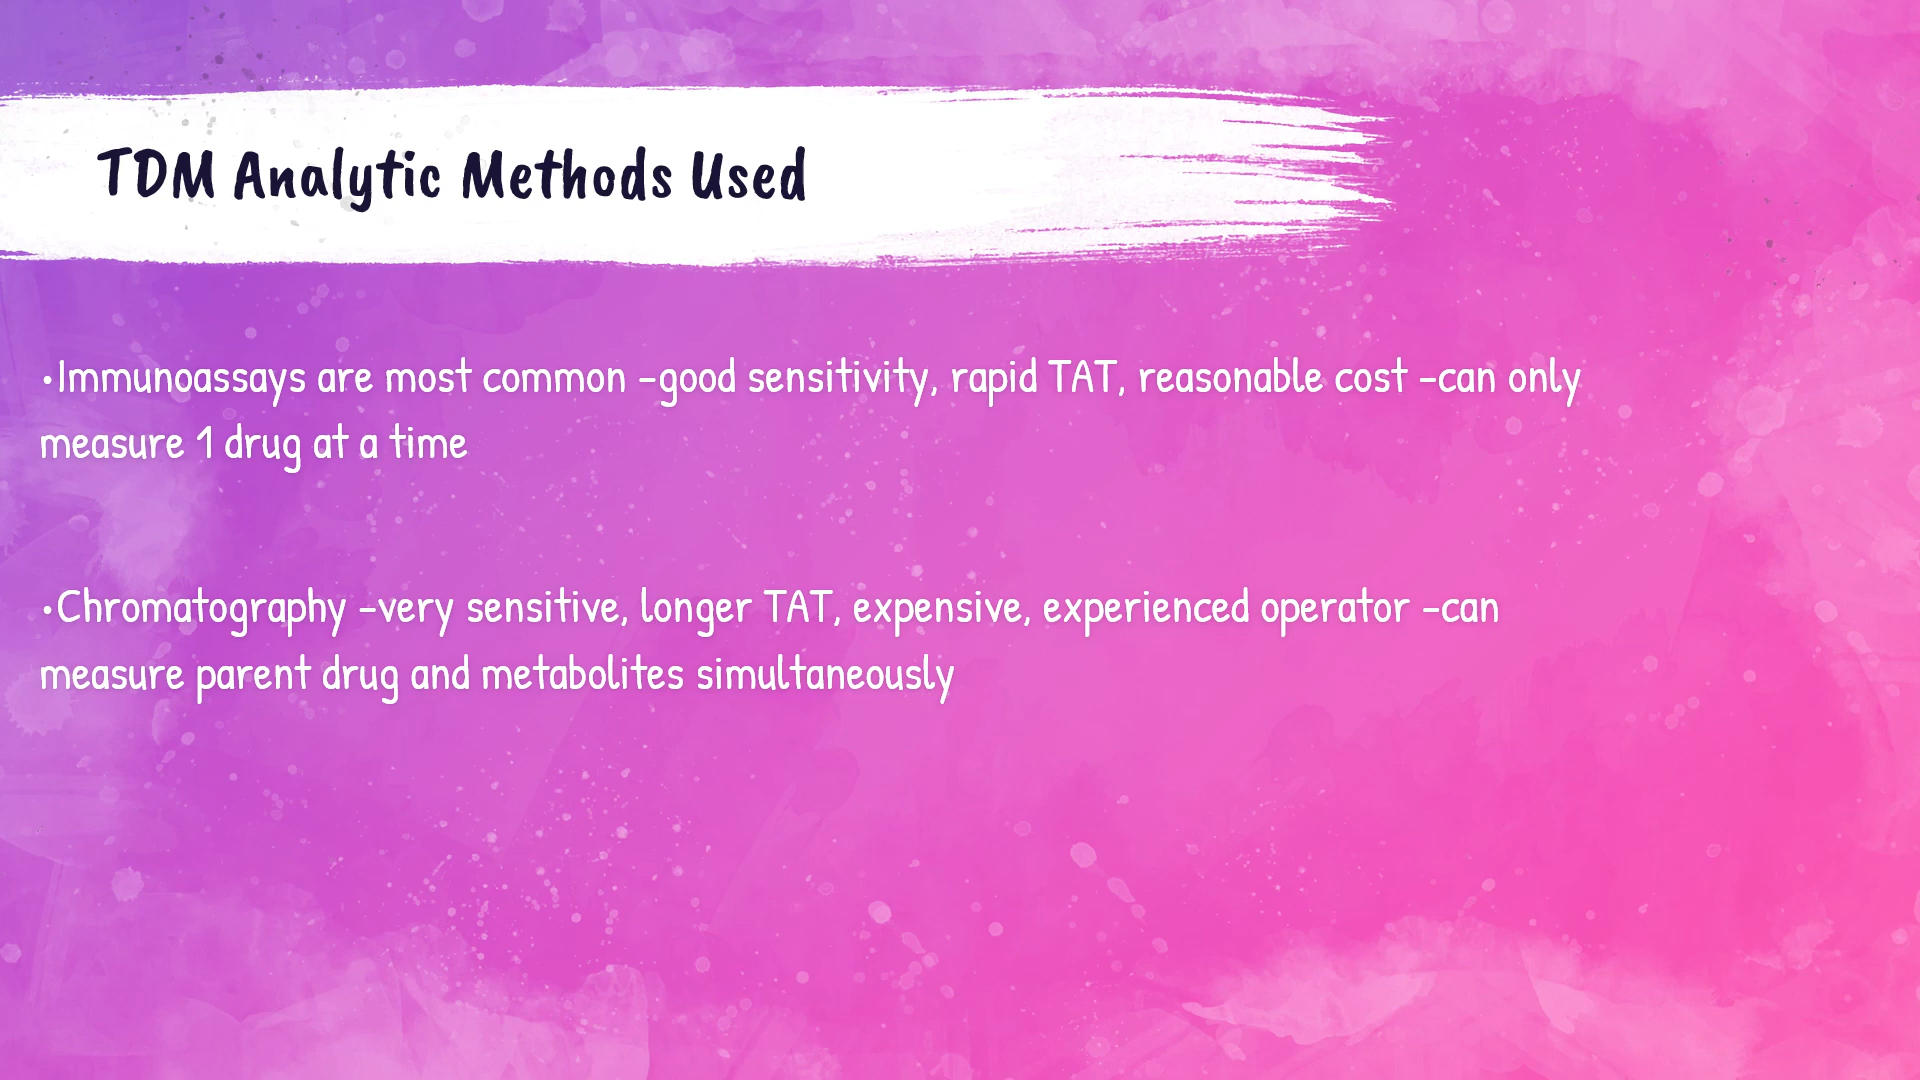 TDM Analytic Methods Used
•Immunoassays are most common -good sensitivity, rapid TAT, reasonable cost -can only
measure 1 drug at a time
•Chromatography -very sensitive, longer TAT, expensive, experienced operator -can
measure parent drug and metabolites simultaneously